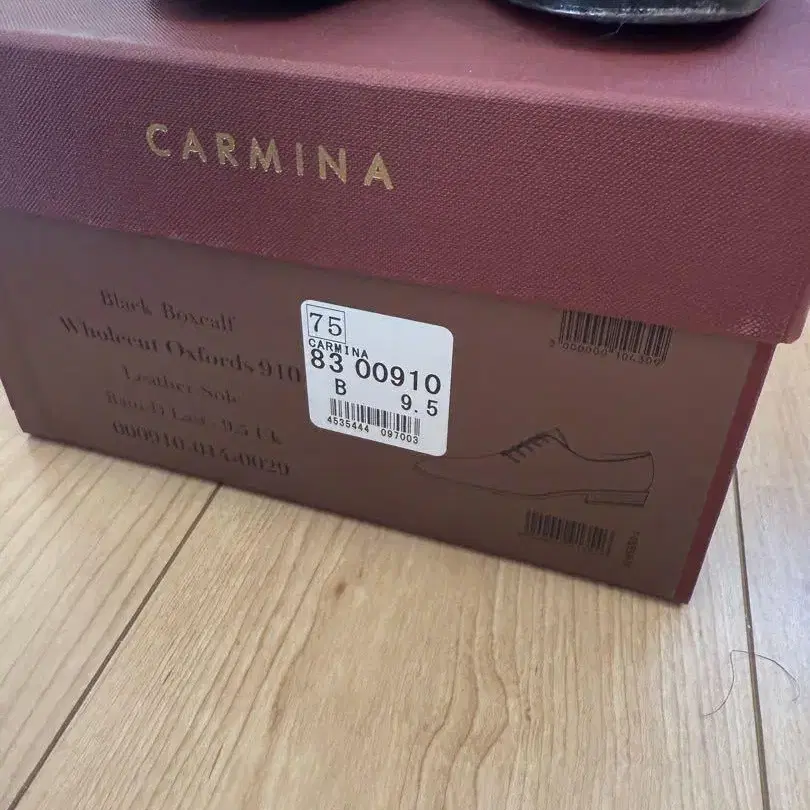 CARMINA
Black Boxcalf
Wholecut Oxfords 910
Leather Sole
Last - 9.5 Uk
75
CARMINA
83 00910
B 9.5
4535444 097003